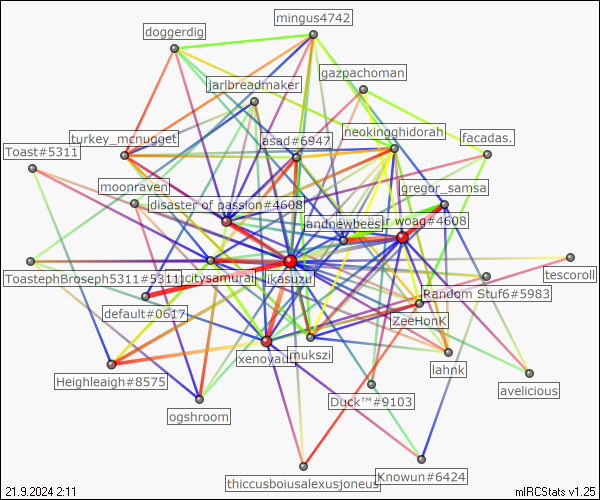 mingus4742
doggerdig
gazpachoman
jarlbreadmaker
neokingghidorah
turkey_mcnugget
asad#6947
facadas.
Toast#5311
moonraven
gregor_samsa
disaster of passion#4608
landnewbees
woag#4608
ToastephBroseph5311#5311
citysamurai
likasuzu
tescoroll
Random Stuf6#5983
default#0617
ZeeHonK
xenoyaui
mukszi
lahnk
Heighleaigh#8575
avelicious
Duck™#9103
ogshroom
thiccusboiusalexusjoneus
Knowun#6424
21.9.2024 2:11
mIRCStats v1.25